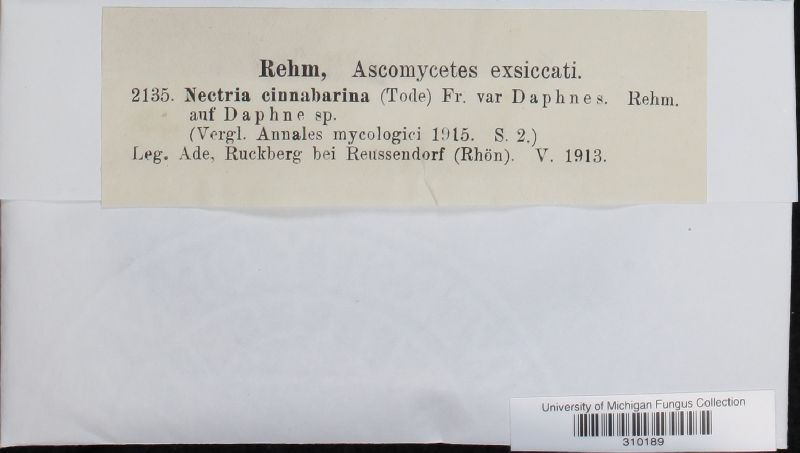 Rehm, Ascomycetes exsiccati.
2135. Nectria cinnabarina (Tode) Fr. var Daphnes. Rehm.
auf Daphne sp.
(Vergl. Annales mycologici 1915. S. 2.)
Leg. Ade, Ruckberg bei Reussendorf (Rhön). V. 1913.
University of Michigan Fungus Collection
310189